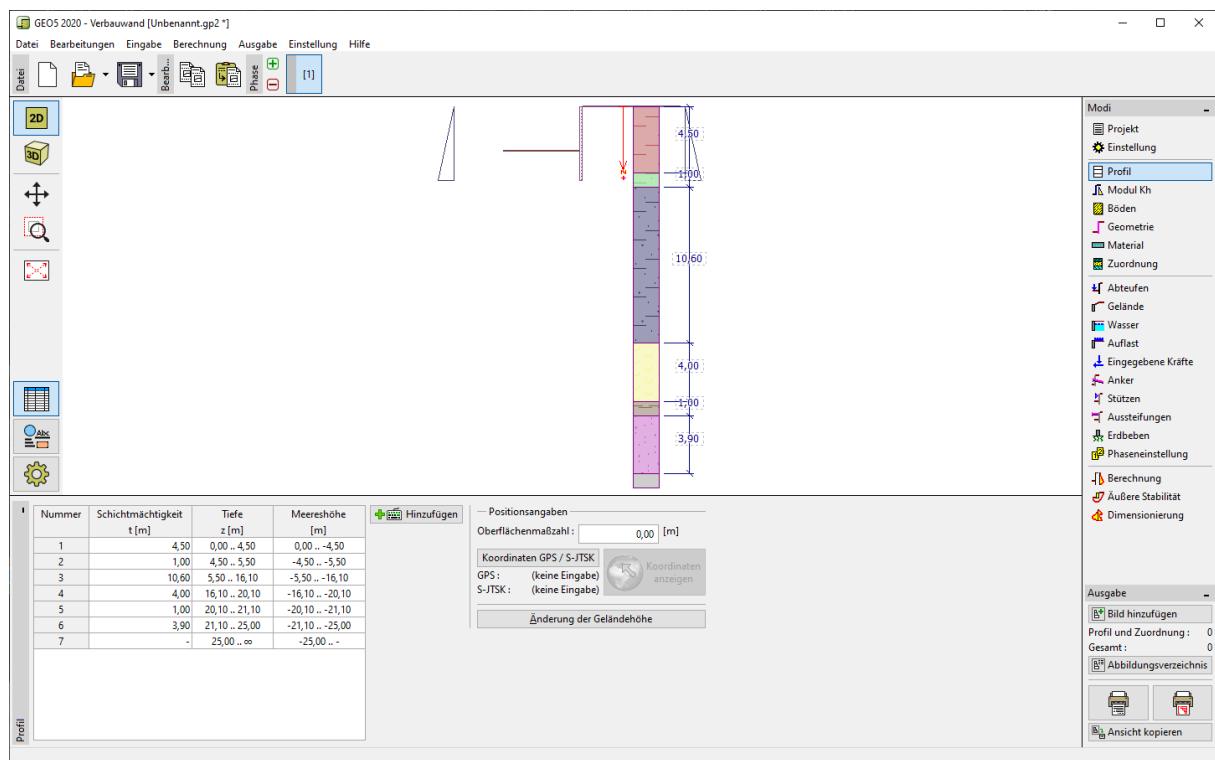 GEO5 2020 - Verbauwand [Unbenannt.gp2 *]
Datei Bearbeitungen Eingabe Berechnung Ausgabe Einstellung Hilfe
Datei
Bearb...
Phase
[1]
2D
3D
Abc
4,50
1,00
10,60
4,00
1,00
3,90
+z
Modi
Projekt
Einstellung
Profil
Modul Kh
Böden
Geometrie
Material
Zuordnung
Abteufen
Gelände
Wasser
Auflast
Eingegebene Kräfte
Anker
Stützen
Aussteifungen
Erdbeben
Phaseneinstellung
Berechnung
Äußere Stabilität
Dimensionierung
Profil
Nummer Schichtmächtigkeit Tiefe Meereshöhe
t [m] z [m] [m]
1 4,50 0,00 .. 4,50 0,00 .. -4,50
2 1,00 4,50 .. 5,50 -4,50 .. -5,50
3 10,60 5,50 .. 16,10 -5,50 .. -16,10
4 4,00 16,10 .. 20,10 -16,10 .. -20,10
5 1,00 20,10 .. 21,10 -20,10 .. -21,10
6 3,90 21,10 .. 25,00 -21,10 .. -25,00
7 - 25,00 .. ∞ -25,00 .. -
Hinzufügen
Positionsangaben
Oberflächenmaßzahl : 0,00 [m]
Koordinaten GPS / S-JTSK
GPS : (keine Eingabe)
S-JTSK : (keine Eingabe)
Koordinaten
anzeigen
Änderung der Geländehöhe
Ausgabe
Bild hinzufügen
Profil und Zuordnung : 0
Gesamt : 0
Abbildungsverzeichnis
Ansicht kopieren